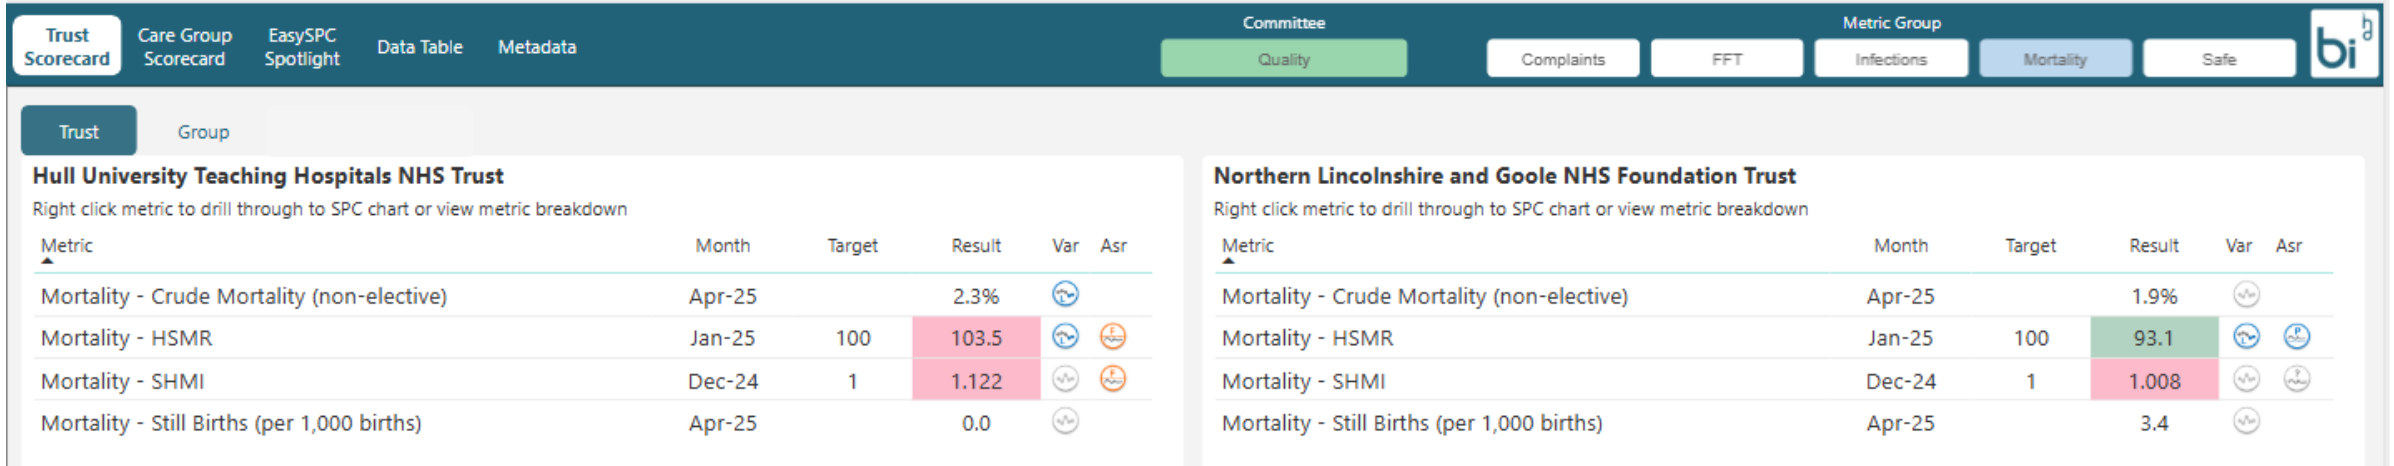 Trust Scorecard
Care Group Scorecard
EasySPC Spotlight
Data Table
Metadata
Committee
Quality
Metric Group
Complaints
FFT
Infections
Mortality
Safe
bi
Trust
Group
Hull University Teaching Hospitals NHS Trust
Right click metric to drill through to SPC chart or view metric breakdown
Metric Month Target Result Var Asr
Mortality - Crude Mortality (non-elective) Apr-25 2.3%
Mortality - HSMR Jan-25 100 103.5
Mortality - SHMI Dec-24 1 1.122
Mortality - Still Births (per 1,000 births) Apr-25 0.0
Northern Lincolnshire and Goole NHS Foundation Trust
Right click metric to drill through to SPC chart or view metric breakdown
Metric Month Target Result Var Asr
Mortality - Crude Mortality (non-elective) Apr-25 1.9%
Mortality - HSMR Jan-25 100 93.1
Mortality - SHMI Dec-24 1 1.008
Mortality - Still Births (per 1,000 births) Apr-25 3.4